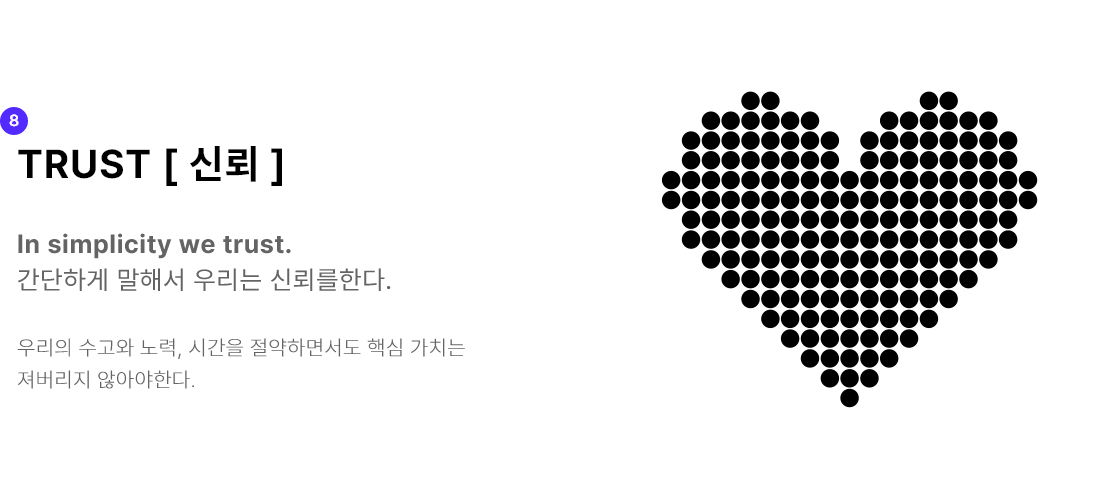 8
TRUST [ 신뢰 ]
In simplicity we trust.
간단하게 말해서 우리는 신뢰를한다.
우리의 수고와 노력, 시간을 절약하면서도 핵심 가치는
져버리지 않아야한다.